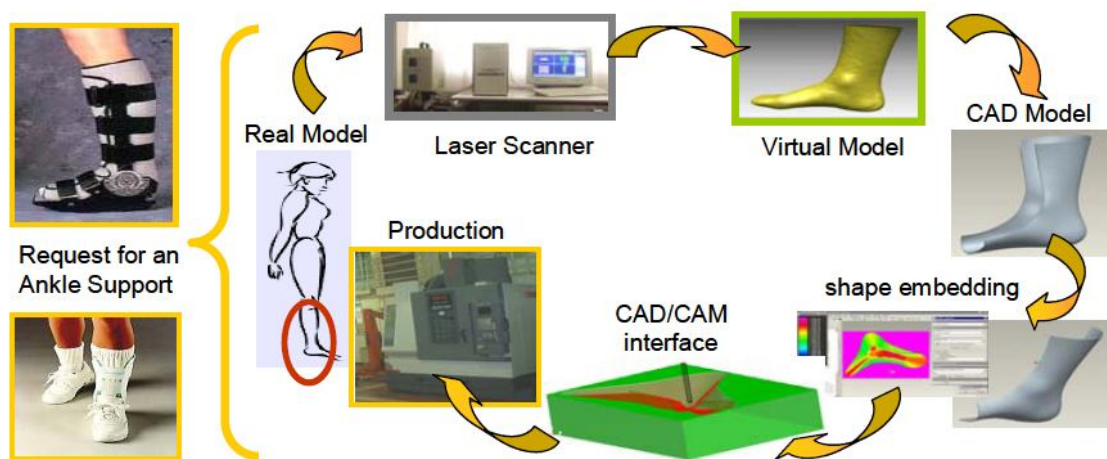 Request for an
Ankle Support
Real Model
Laser Scanner
Virtual Model
CAD Model
shape embedding
CAD/CAM
interface
Production